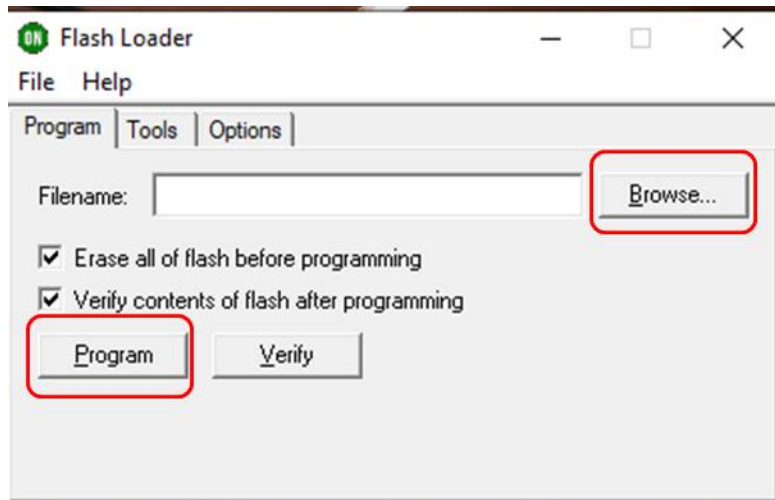 ON Flash Loader
File Help
Program Tools Options
Filename: Browse...
Erase all of flash before programming
Verify contents of flash after programming
Program Verify